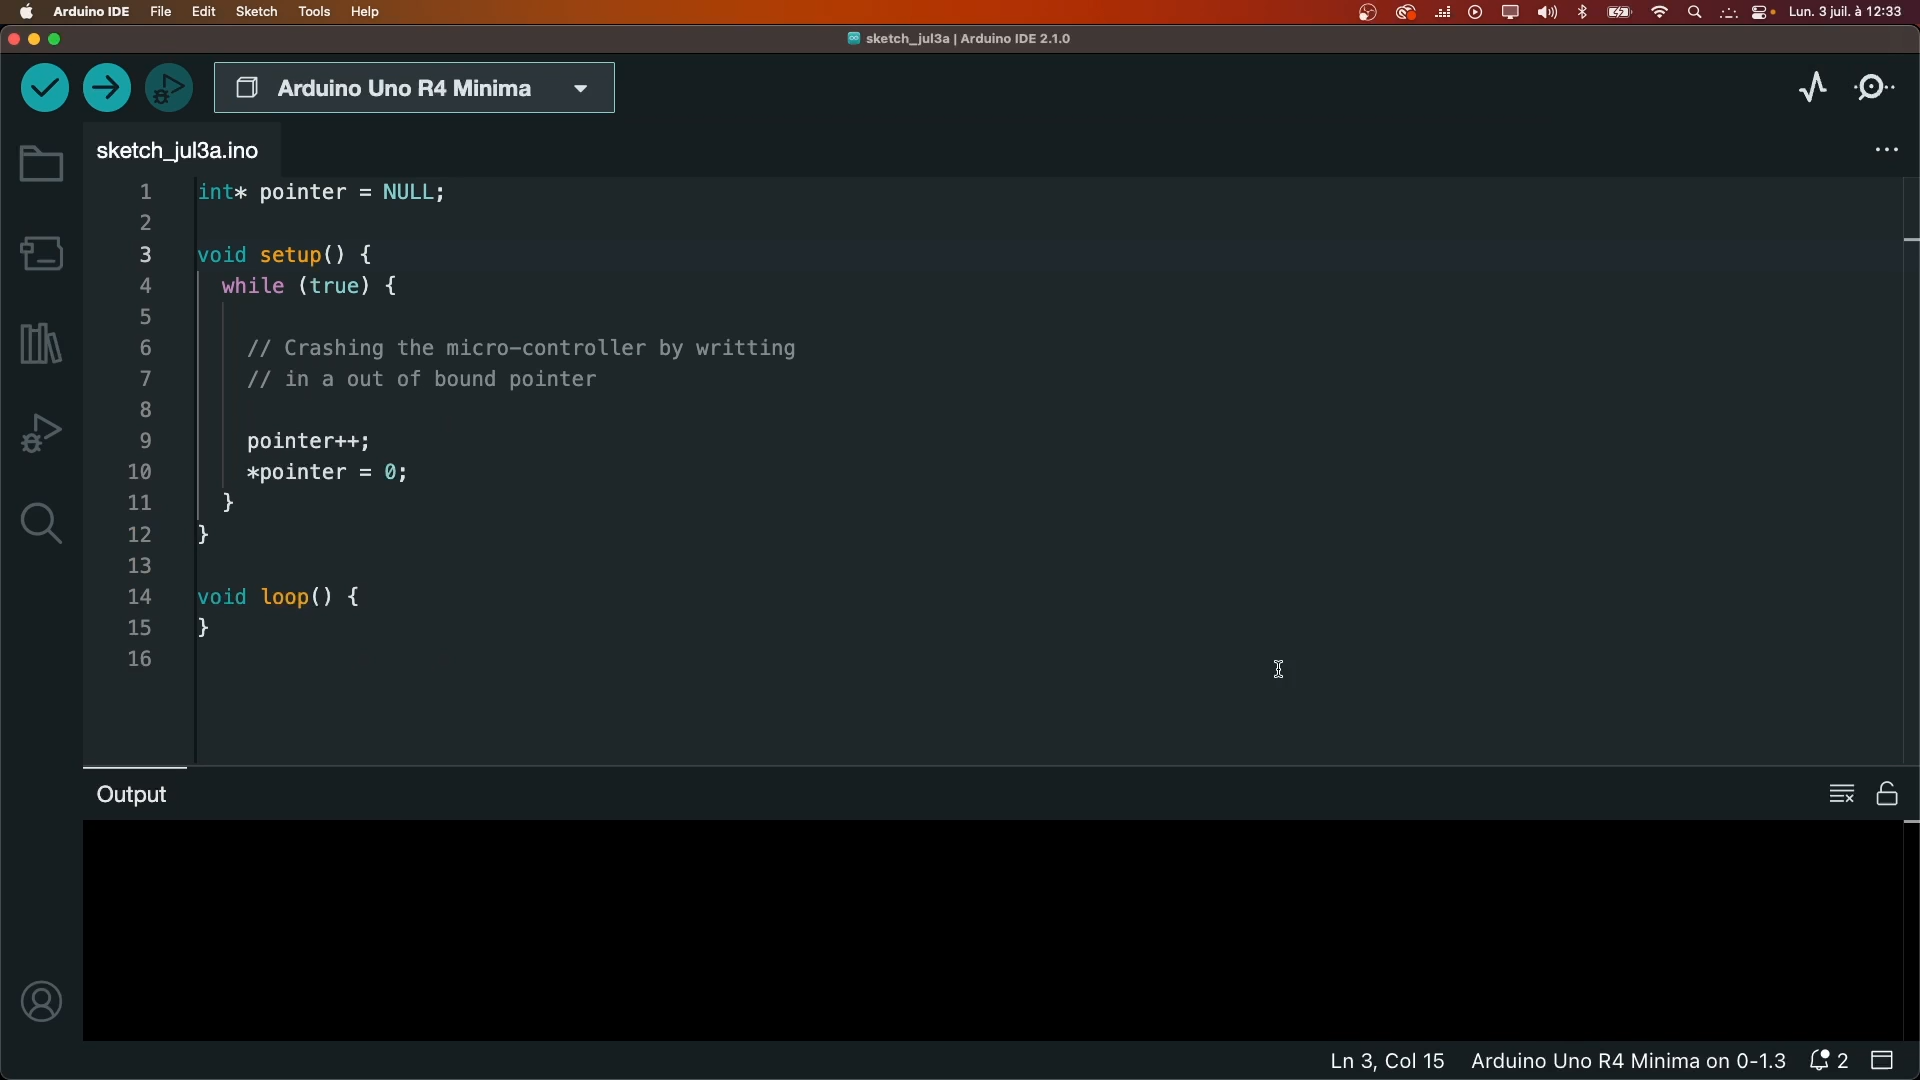 Arduino IDE File Edit Sketch Tools Help Lun. 3 juil. à 12:33
sketch_jul3a | Arduino IDE 2.1.0
Arduino Uno R4 Minima
sketch_jul3a.ino
1 int* pointer = NULL;
2
3 void setup() {
4 while (true) {
5
6 // Crashing the micro-controller by writting
7 // in a out of bound pointer
8
9 pointer++;
10 *pointer = 0;
11 }
12 }
13
14 void loop() {
15 }
16
Output
Ln 3, Col 15 Arduino Uno R4 Minima on 0-1.3 2